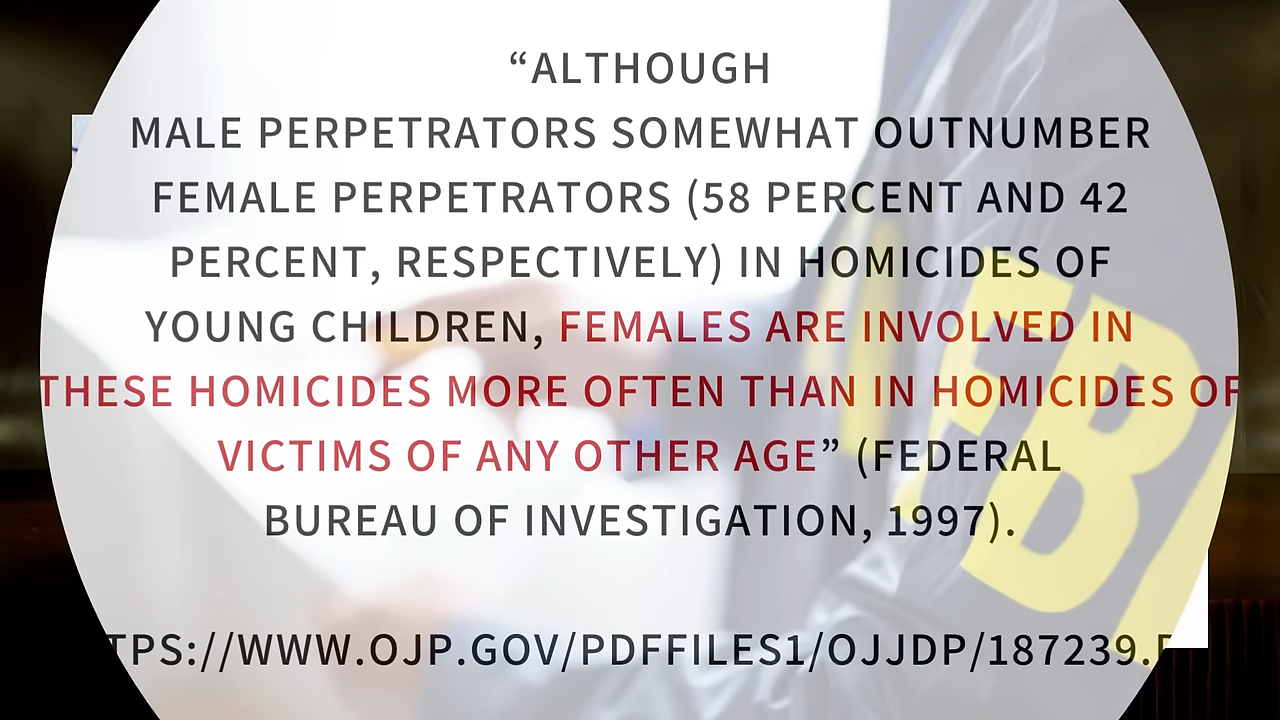 “ALTHOUGH
MALE PERPETRATORS SOMEWHAT OUTNUMBER
FEMALE PERPETRATORS (58 PERCENT AND 42
PERCENT, RESPECTIVELY) IN HOMICIDES OF
YOUNG CHILDREN, FEMALES ARE INVOLVED IN
THESE HOMICIDES MORE OFTEN THAN IN HOMICIDES OF
VICTIMS OF ANY OTHER AGE” (FEDERAL
BUREAU OF INVESTIGATION, 1997).
TPS://WWW.OJP.GOV/PDFFILES1/OJJDP/187239.
FBI